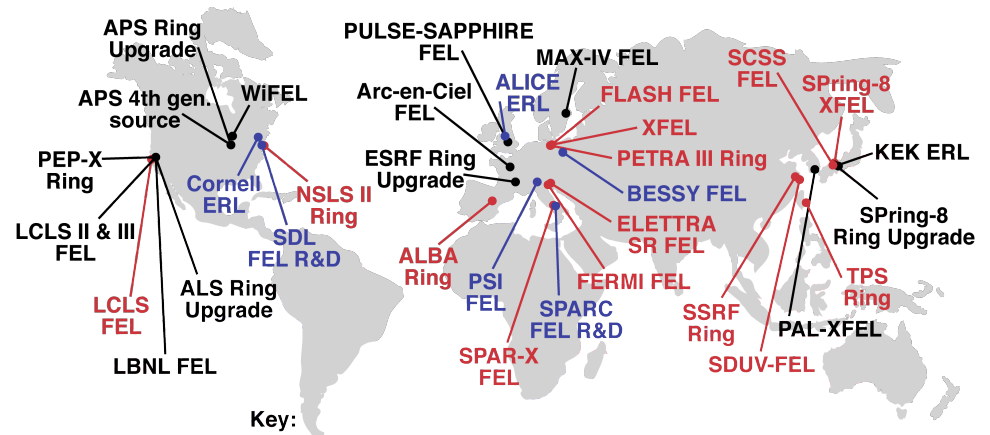 APS Ring
Upgrade
APS 4th gen.
source
WiFEL
PEP-X
Ring
Cornell
ERL
NSLS II
Ring
LCLS II & III
FEL
SDL
FEL R&D
LCLS
FEL
ALS Ring
Upgrade
LBNL FEL
Key:
PULSE-SAPPHIRE
FEL
MAX-IV FEL
ALICE
ERL
Arc-en-Ciel
FEL
FLASH FEL
XFEL
ESRF Ring
Upgrade
PETRA III Ring
BESSY FEL
ELETTRA
SR FEL
ALBA
Ring
PSI
FEL
FERMI FEL
SPARC
FEL R&D
SPAR-X
FEL
SCSS
FEL
SPring-8
XFEL
KEK ERL
SPring-8
Ring Upgrade
TPS
Ring
SSRF
Ring
PAL-XFEL
SDUV-FEL